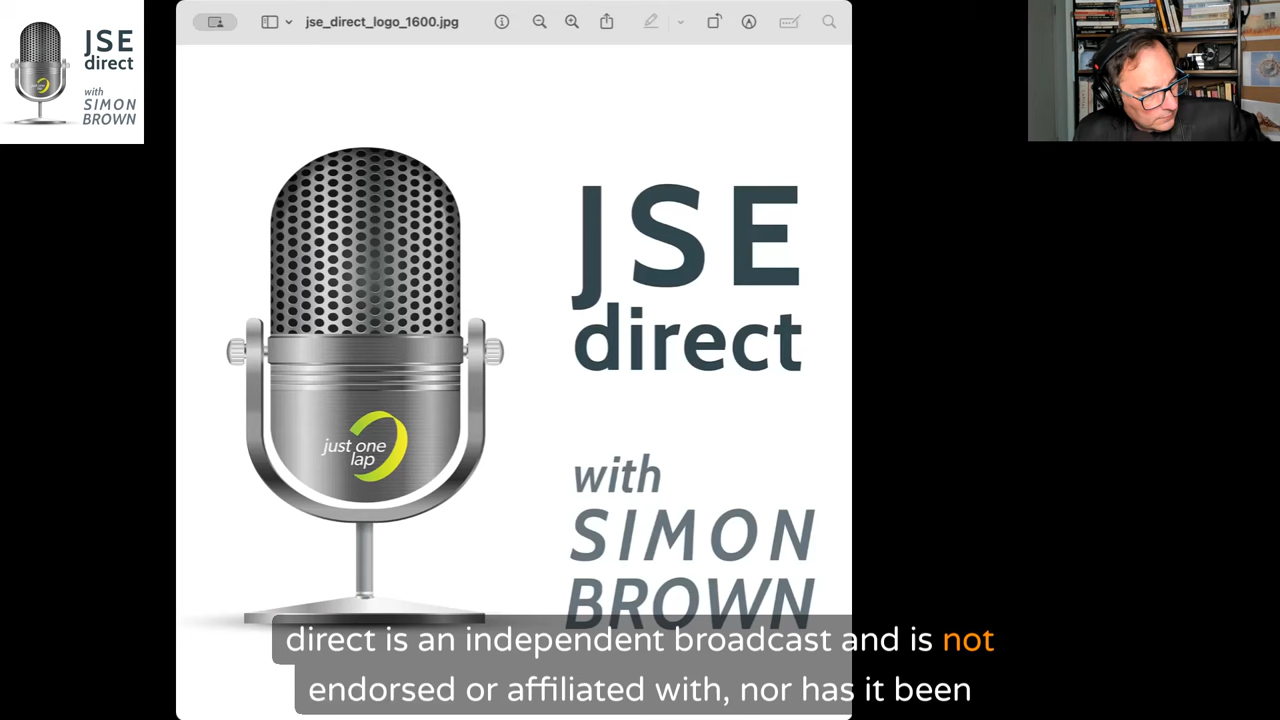 JSE
direct
with
SIMON
BROWN
jse_direct_logo_1600.jpg
JSE
direct
just one
lap
with
SIMON
BROWN
direct is an independent broadcast and is not
endorsed or affiliated with, nor has it been